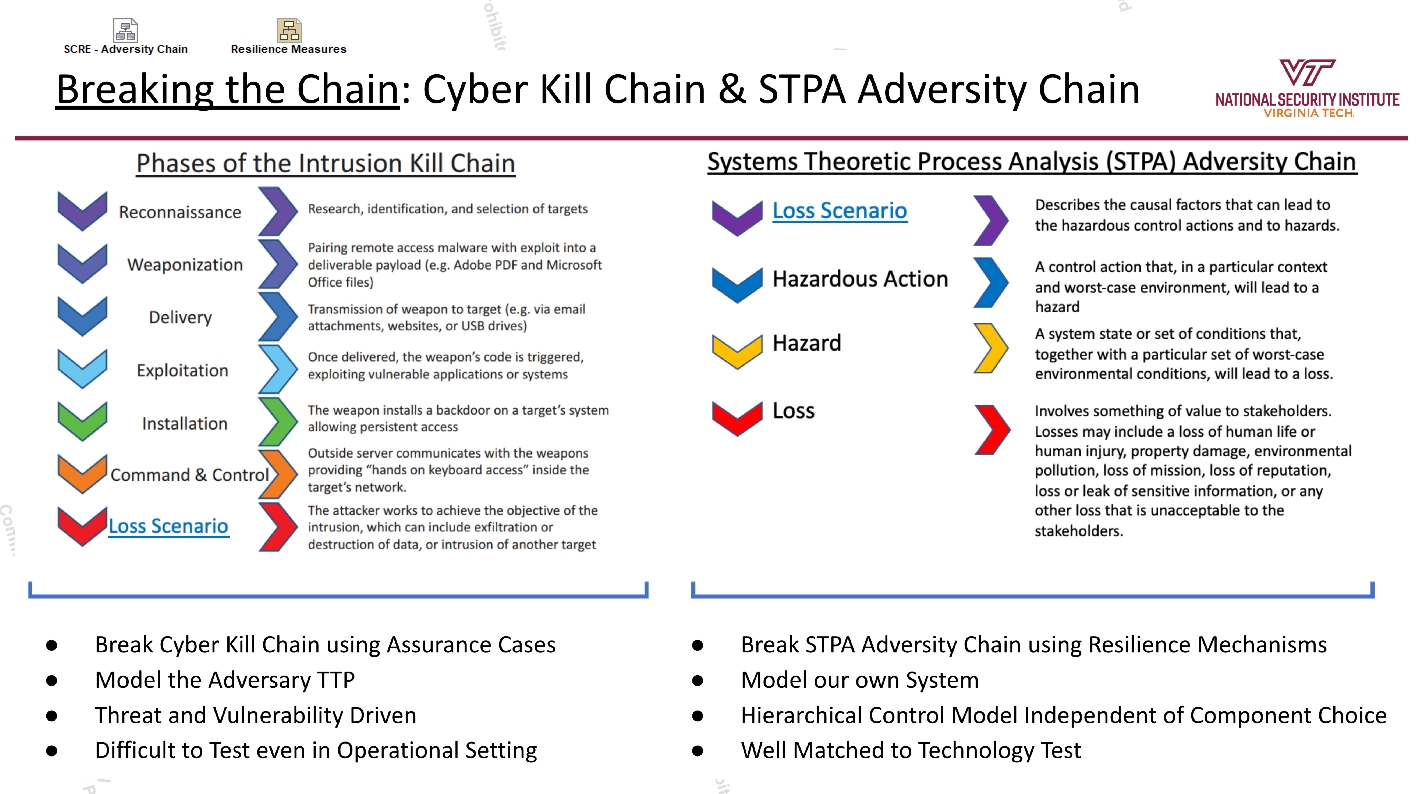 SCRE - Adversity Chain
Resilience Measures
Breaking the Chain: Cyber Kill Chain & STPA Adversity Chain
NATIONAL SECURITY INSTITUTE
VIRGINIA TECH.
Phases of the Intrusion Kill Chain
Reconnaissance
Research, identification, and selection of targets
Weaponization
Pairing remote access malware with exploit into a
deliverable payload (e.g. Adobe PDF and Microsoft
Office files)
Delivery
Transmission of weapon to target (e.g. via email
attachments, websites, or USB drives)
Exploitation
Once delivered, the weapon's code is triggered,
exploiting vulnerable applications or systems
Installation
The weapon installs a backdoor on a target's system
allowing persistent access
Command & Control
Outside server communicates with the weapons
providing “hands on keyboard access” inside the
target's network.
Loss Scenario
The attacker works to achieve the objective of the
intrusion, which can include exfiltration or
destruction of data, or intrusion of another target
Systems Theoretic Process Analysis (STPA) Adversity Chain
Loss Scenario
Describes the causal factors that can lead to
the hazardous control actions and to hazards.
Hazardous Action
A control action that, in a particular context
and worst-case environment, will lead to a
hazard
Hazard
A system state or set of conditions that,
together with a particular set of worst-case
environmental conditions, will lead to a loss.
Loss
Involves something of value to stakeholders.
Losses may include a loss of human life or
human injury, property damage, environmental
pollution, loss of mission, loss of reputation,
loss or leak of sensitive information, or any
other loss that is unacceptable to the
stakeholders.
● Break Cyber Kill Chain using Assurance Cases
● Model the Adversary TTP
● Threat and Vulnerability Driven
● Difficult to Test even in Operational Setting
● Break STPA Adversity Chain using Resilience Mechanisms
● Model our own System
● Hierarchical Control Model Independent of Component Choice
● Well Matched to Technology Test